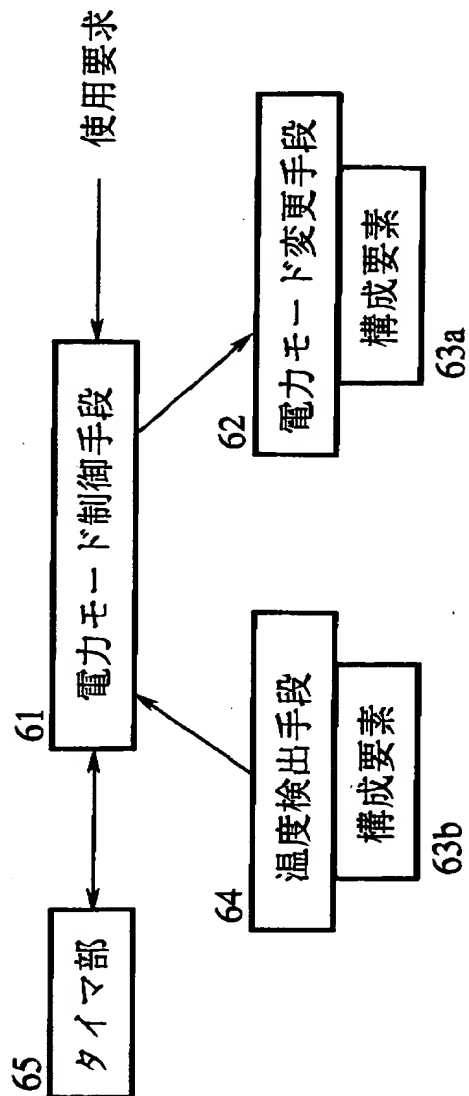 65
タイマ部
61
電力モード制御手段
使用要求
64
温度検出手段
構成要素
63b
62
電力モード変更手段
構成要素
63a